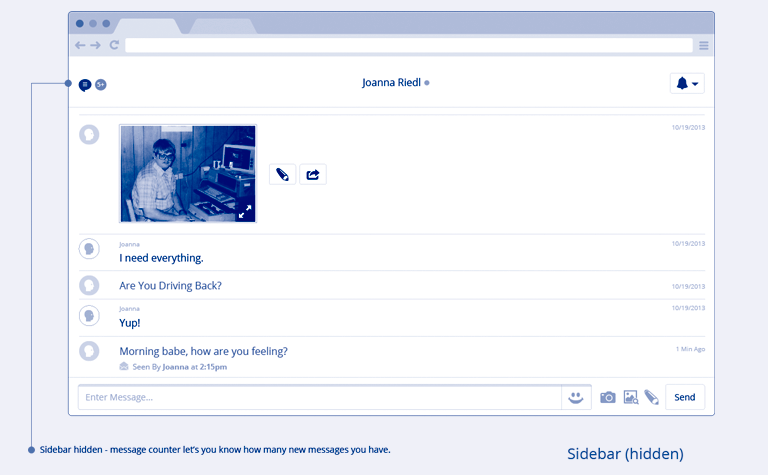 5+
Joanna Riedl
10/19/2013
Joanna
10/19/2013
I need everything.
Are You Driving Back?
10/19/2013
Joanna
10/19/2013
Yup!
Morning babe, how are you feeling?
1 Min Ago
Seen By Joanna at 2:15pm
Enter Message...
Send
Sidebar hidden - message counter let's you know how many new messages you have.
Sidebar (hidden)